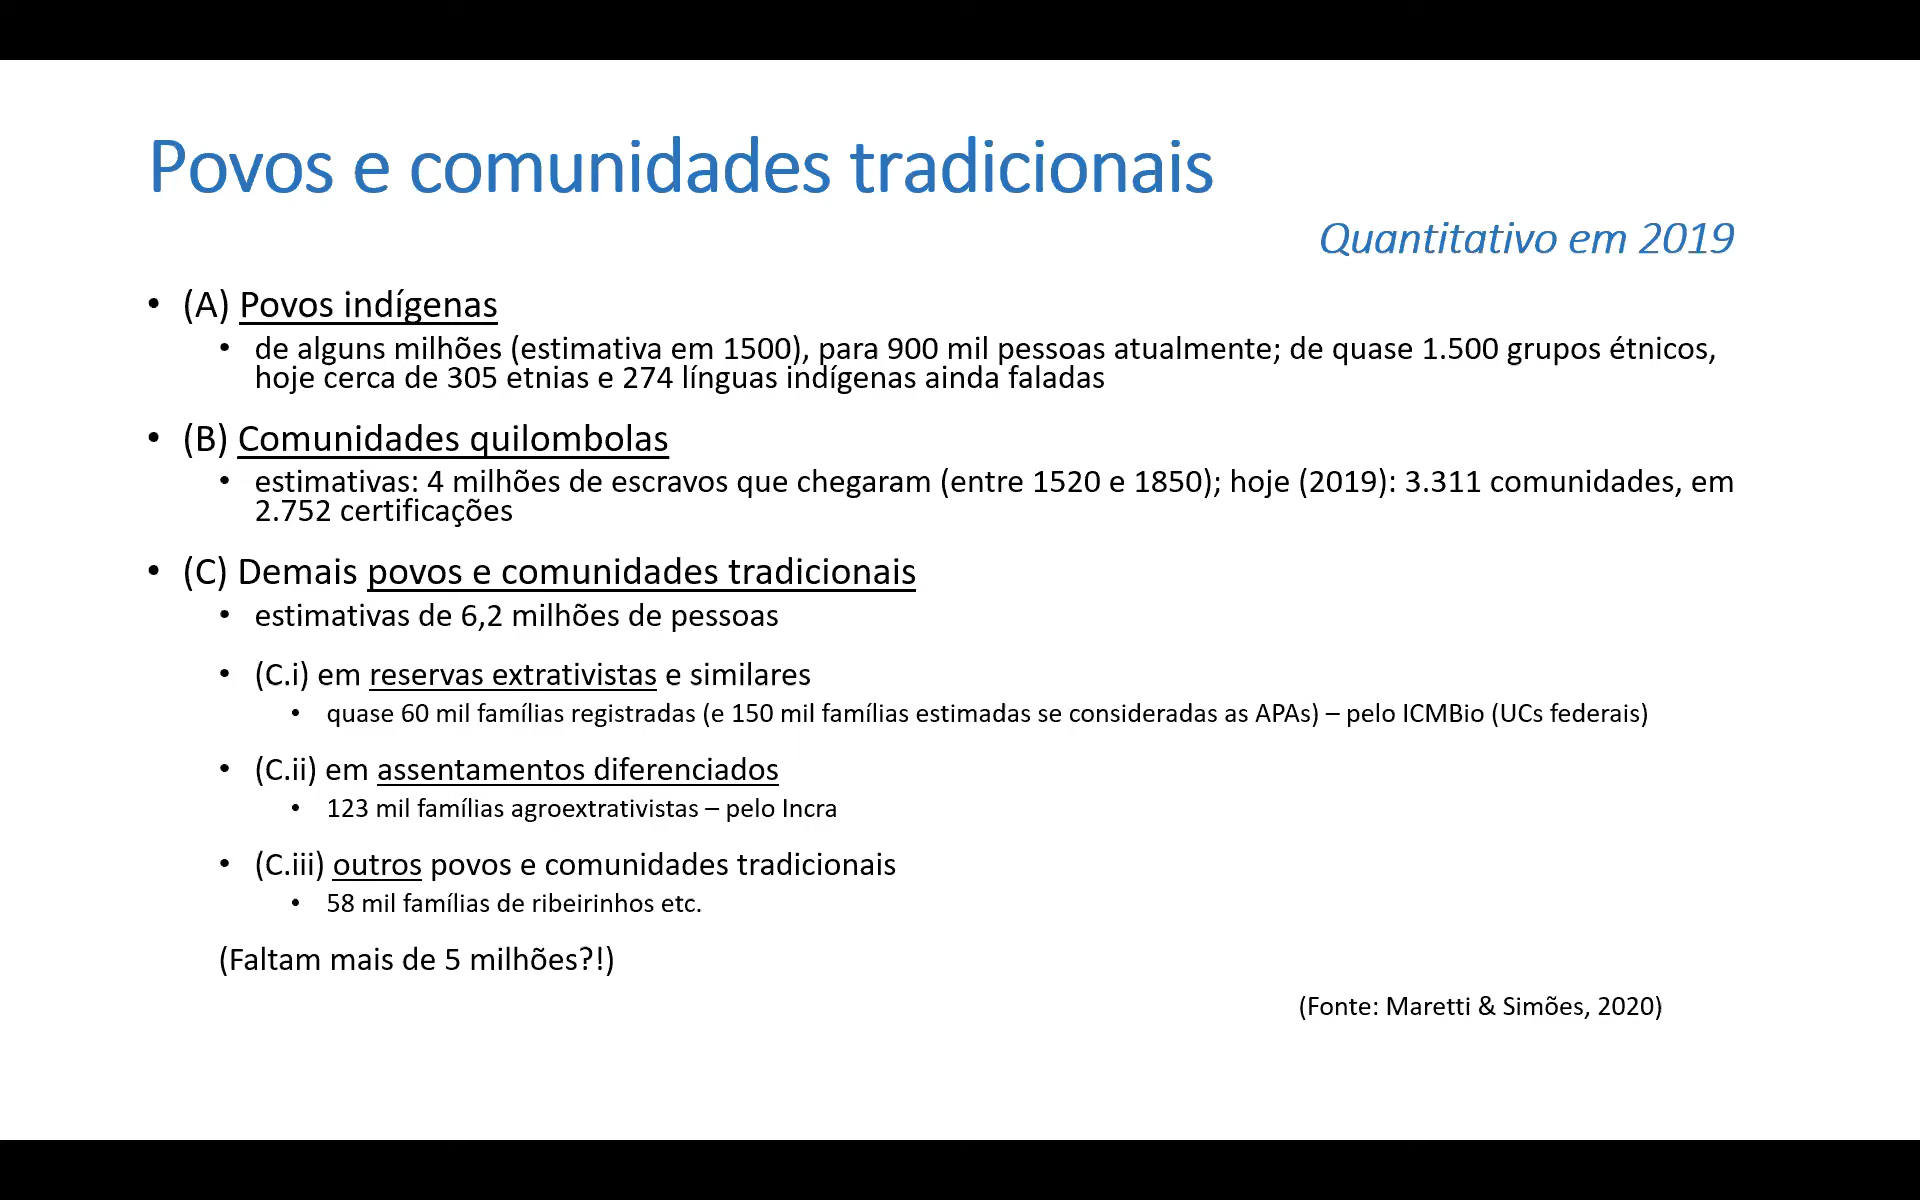 Povos e comunidades tradicionais
Quantitativo em 2019
• (A) Povos indígenas
• de alguns milhões (estimativa em 1500), para 900 mil pessoas atualmente; de quase 1.500 grupos étnicos,
hoje cerca de 305 etnias e 274 línguas indígenas ainda faladas
• (B) Comunidades quilombolas
• estimativas: 4 milhões de escravos que chegaram (entre 1520 e 1850); hoje (2019): 3.311 comunidades, em
2.752 certificações
• (C) Demais povos e comunidades tradicionais
• estimativas de 6,2 milhões de pessoas
• (C.i) em reservas extrativistas e similares
• quase 60 mil famílias registradas (e 150 mil famílias estimadas se consideradas as APAs) – pelo ICMBio (UCs federais)
• (C.ii) em assentamentos diferenciados
• 123 mil famílias agroextrativistas – pelo Incra
• (C.iii) outros povos e comunidades tradicionais
• 58 mil famílias de ribeirinhos etc.
(Faltam mais de 5 milhões?!)
(Fonte: Maretti & Simões, 2020)